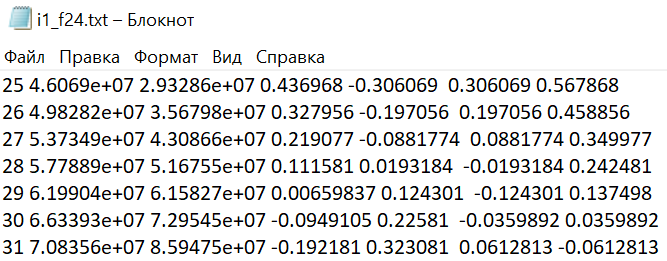 i1_f24.txt – Блокнот
Файл Правка Формат Вид Справка
25 4.6069e+07 2.93286e+07 0.436968 -0.306069  0.306069 0.567868
26 4.98282e+07 3.56798e+07 0.327956 -0.197056  0.197056 0.458856
27 5.37349e+07 4.30866e+07 0.219077 -0.0881774  0.0881774 0.349977
28 5.77889e+07 5.16755e+07 0.111581 0.0193184  -0.0193184 0.242481
29 6.19904e+07 6.15827e+07 0.00659837 0.124301  -0.124301 0.137498
30 6.63393e+07 7.29545e+07 -0.0949105 0.22581  -0.0359892 0.0359892
31 7.08356e+07 8.59475e+07 -0.192181 0.323081  0.0612813 -0.0612813